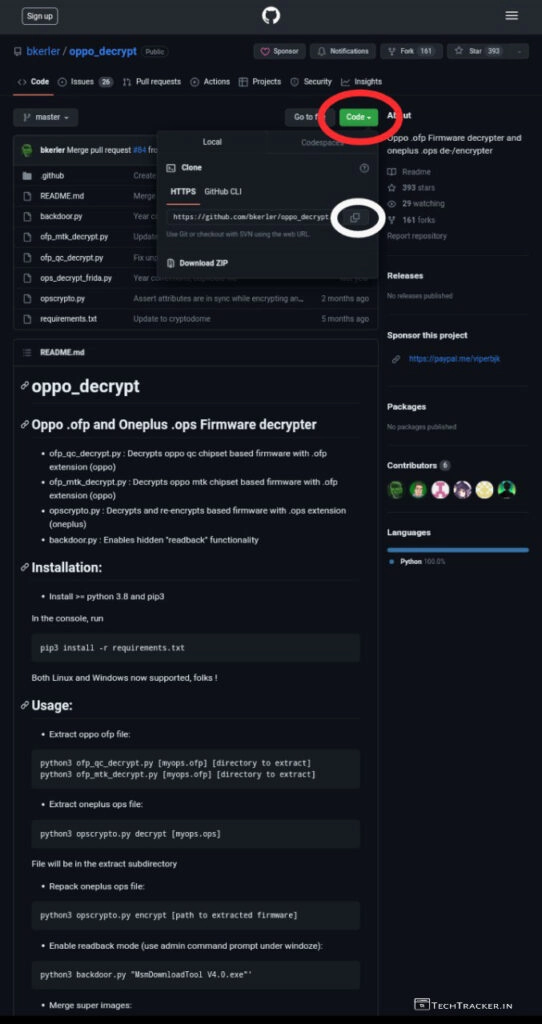 Sign up
bkerler / oppo_decrypt Public
Sponsor Notifications Fork 161 Star 393
Code Issues 26 Pull requests Actions Projects Security Insights
master Go to Code About
Oppo .ofp Firmware decrypter and oneplus .ops de-/encrypter
Readme
393 stars
29 watching
161 forks
Report repository
Releases
No releases published
Sponsor this project
https://paypal.me/viperbjk
Packages
No packages published
Contributors 6
Languages
Python 100.0%
Local Codespaces
Clone
HTTPS GitHub CLI
https://github.com/bkerler/oppo_decrypt
Use Git or checkout with SVN using the web URL.
Download ZIP
bkerler Merge pull request #84
.github
README.md
backdoor.py
ofp_mtk_decrypt.py
ofp_qc_decrypt.py
ops_decrypt_frida.py
opscrypto.py Assert attributes are in sync while encrypting an... 2 months ago
requirements.txt Update to cryptodome 5 months ago
README.md
oppo_decrypt
Oppo .ofp and Oneplus .ops Firmware decrypter
• ofp_qc_decrypt.py : Decrypts oppo qc chipset based firmware with .ofp
extension (oppo)
• ofp_mtk_decrypt.py : Decrypts oppo mtk chipset based firmware with .ofp
extension (oppo)
• opscrypto.py : Decrypts and re-encrypts based firmware with .ops extension
(oneplus)
• backdoor.py : Enables hidden "readback" functionality
Installation:
• Install >= python 3.8 and pip3
In the console, run
pip3 install -r requirements.txt
Both Linux and Windows now supported, folks !
Usage:
• Extract oppo ofp file:
python3 ofp_qc_decrypt.py [myops.ofp] [directory to extract]
python3 ofp_mtk_decrypt.py [myops.ofp] [directory to extract]
• Extract oneplus ops file:
python3 opscrypto.py decrypt [myops.ops]
File will be in the extract subdirectory
• Repack oneplus ops file:
python3 opscrypto.py encrypt [path to extracted firmware]
• Enable readback mode (use admin command prompt under windoze):
python3 backdoor.py "MsmDownloadTool V4.0.exe"'
• Merge super images:
TechTracker.in